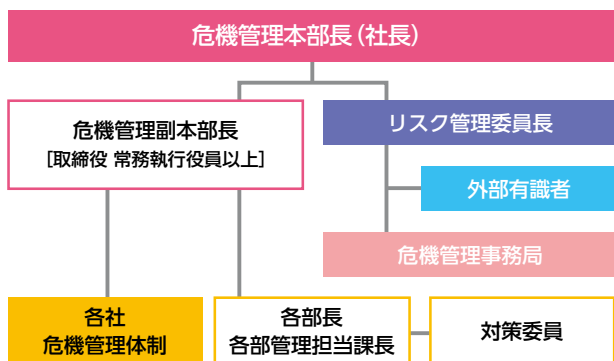 危機管理本部長(社長)
危機管理副本部長
[取締役 常務執行役員以上]
リスク管理委員長
外部有識者
危機管理事務局
各社
危機管理体制
各部長
各部管理担当課長
対策委員